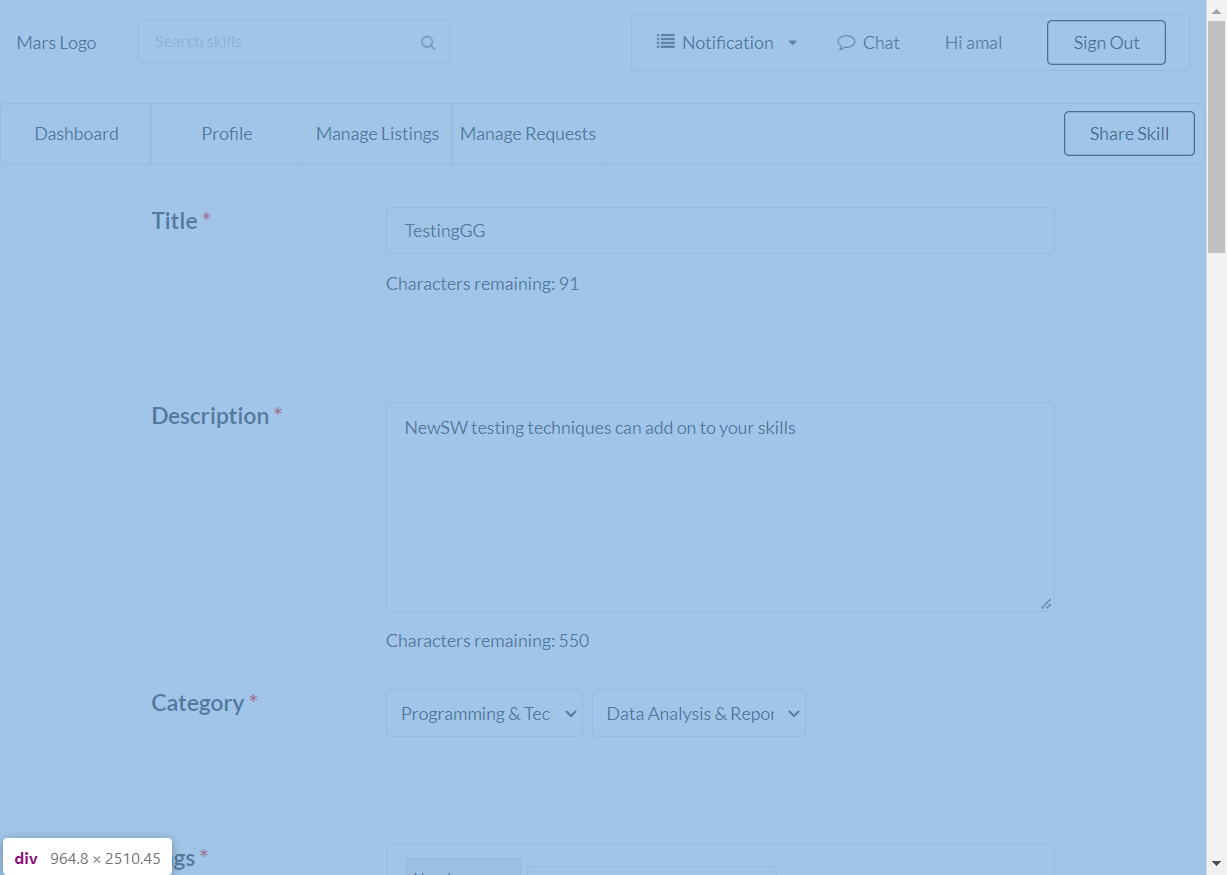 Mars Logo
Search skills
Notification
Chat
Hi amal
Sign Out
Dashboard
Profile
Manage Listings
Manage Requests
Share Skill
Title *
TestingGG
Characters remaining: 91
Description *
NewSW testing techniques can add on to your skills
Characters remaining: 550
Category *
Programming & Tec
Data Analysis & Repor
gs *
div 964.8 × 2510.45